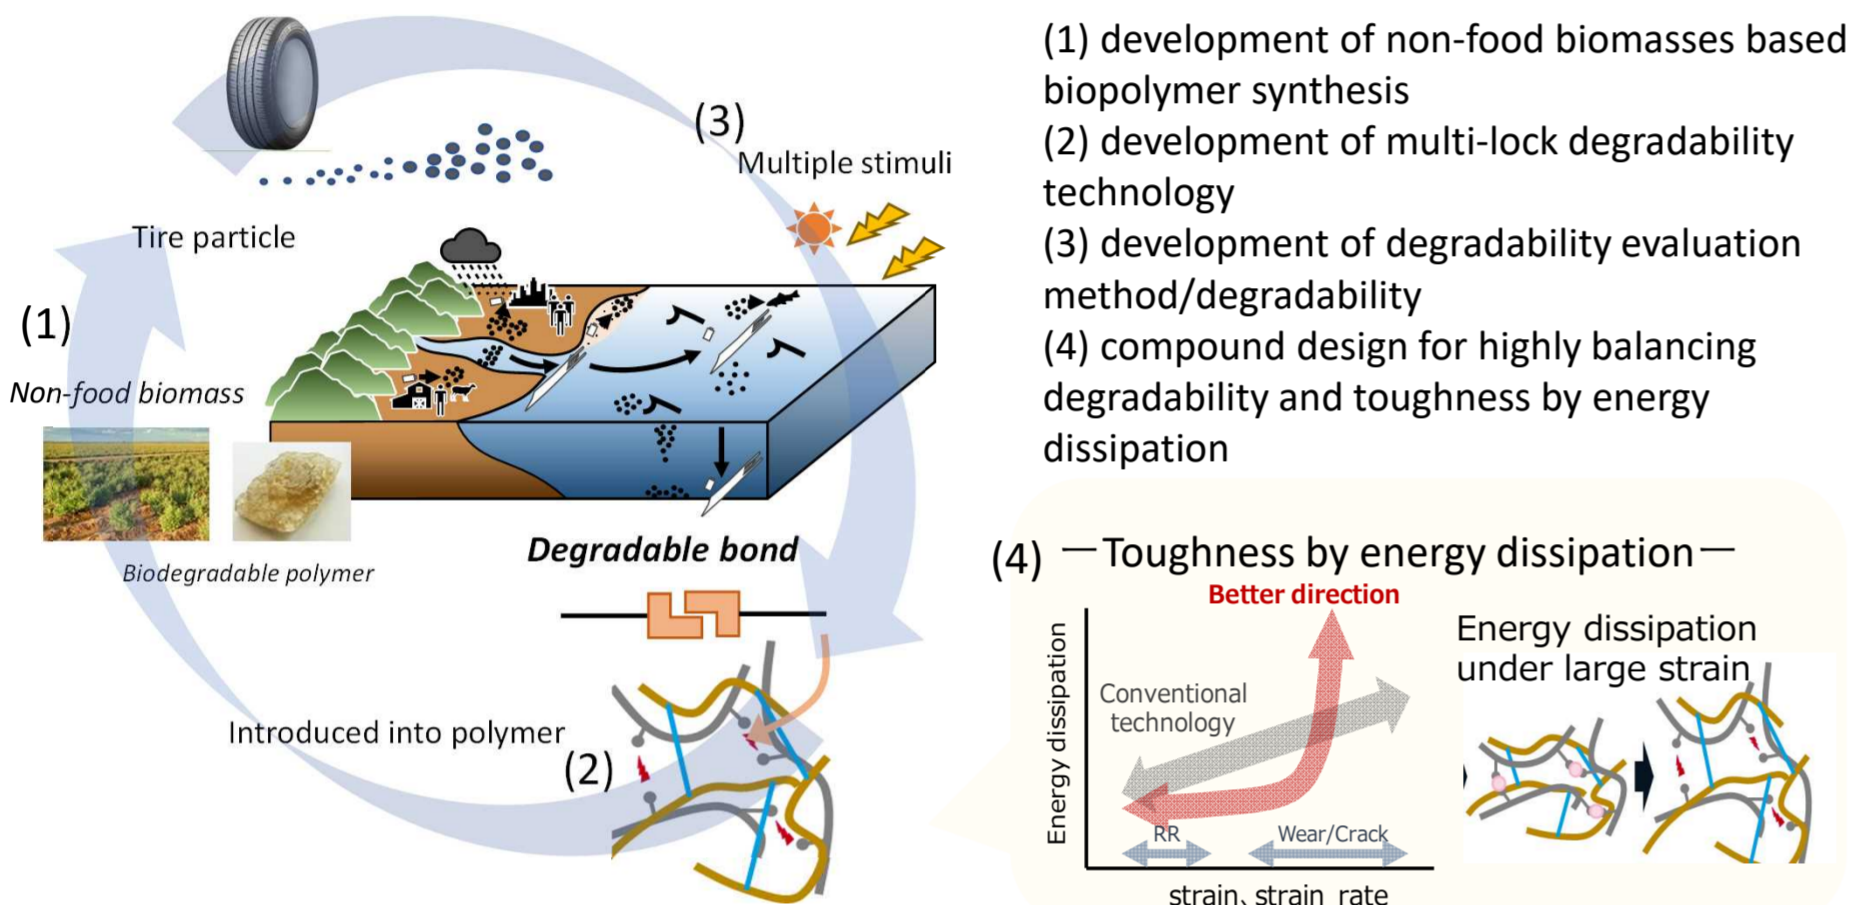 (3)
Multiple stimuli
Tire particle
(1)
Non-food biomass
Biodegradable polymer
Degradable bond
Introduced into polymer
(2)
(1) development of non-food biomasses based
biopolymer synthesis
(2) development of multi-lock degradability
technology
(3) development of degradability evaluation
method/degradability
(4) compound design for highly balancing
degradability and toughness by energy
dissipation
(4)
—Toughness by energy dissipation—
Better direction
Energy dissipation
Conventional
technology
RR
Wear/Crack
strain、strain rate
Energy dissipation
under large strain